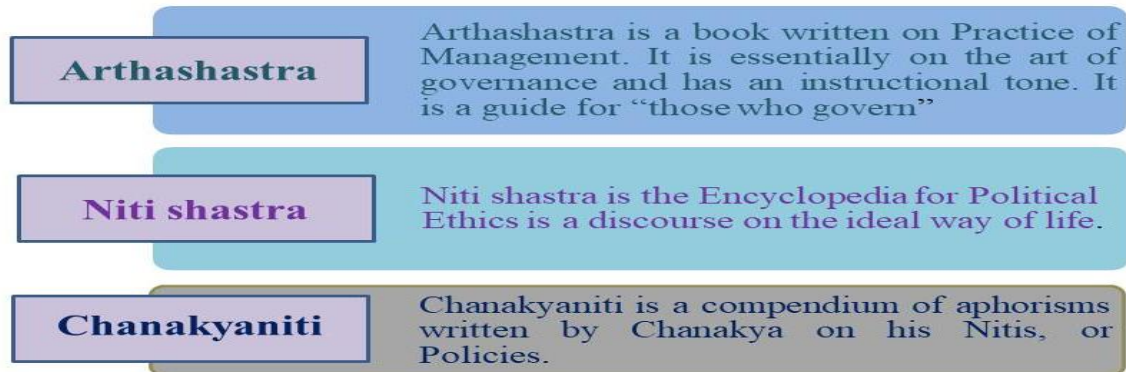 Arthashastra
Arthashastra is a book written on Practice of
Management. It is essentially on the art of
governance and has an instructional tone. It
is a guide for “those who govern”
Niti shastra
Niti shastra is the Encyclopedia for Political
Ethics is a discourse on the ideal way of life.
Chanakyaniti
Chanakyaniti is a compendium of aphorisms
written by Chanakya on his Nitis, or
Policies.